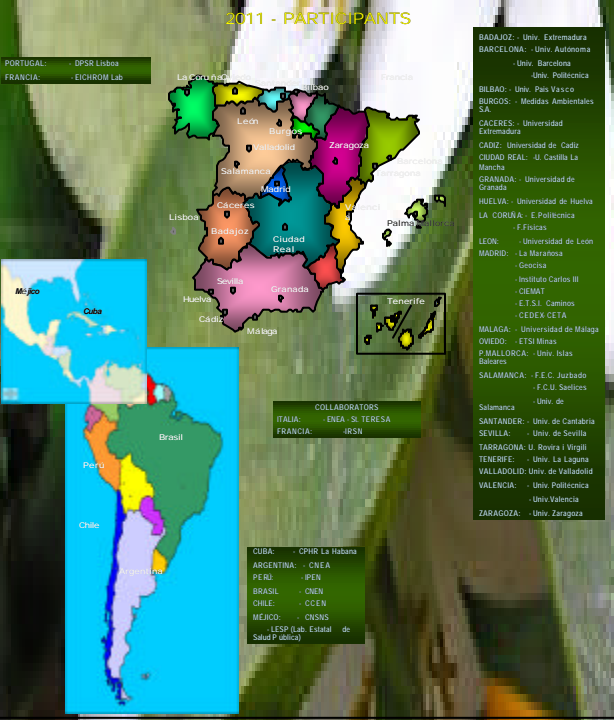 2011 - PARTICIPANTS
PORTUGAL: - DPSR Lisboa
FRANCIA: - EICHROM Lab
La Coruña
Bilbao
León
Burgos
Valladolid
Zaragoza
Barcelona
Tarragona
Salamanca
Madrid
Cáceres
Lisboa
Badajoz
Ciudad
Real
Valenci
Palma
Sevilla
Granada
Huelva
Cádiz
Málaga
Tenerife
Méjico
Cuba
Brasil
Perú
Chile
Argentina
COLLABORATORS
ITALIA: - ENEA - St. TERESA
FRANCIA: -IRSN
CUBA: - CPHR La Habana
ARGENTINA: - CNEA
PERÚ: - IPEN
BRASIL - CNEN
CHILE: - CCEN
MÉJICO: - CNSNS
- LESP (Lab. Estatal de
Salud Pública)
BADAJOZ: - Univ. Extremadura
BARCELONA: - Univ. Autónoma
- Univ. Barcelona
-Univ. Politécnica
BILBAO: - Univ. Pais Vasco
BURGOS: - Medidas Ambientales
S.A.
CACERES: - Universidad
Extremadura
CADIZ: Universidad de Cadiz
CIUDAD REAL: -U. Castilla La
Mancha
GRANADA: - Universidad de
Granada
HUELVA: - Universidad de Huelva
LA CORUÑA - E.Politécnica
- F.Físicas
LEON: - Universidad de León
MADRID: - La Marañosa
- Geocisa
- Instituto Carlos III
- CIEMAT
- E.T.S.I. Caminos
- CEDEX-CETA
MALAGA: - Universidad de Málaga
OVIEDO: - ETSI Minas
P.MALLORCA: - Univ. Islas
Baleares
SALAMANCA: - F.E.C. Juzbado
- F.C.U. Saelices
- Univ. de
Salamanca
SANTANDER: - Univ. de Cantabria
SEVILLA: - Univ. de Sevilla
TARRAGONA: U. Rovira i Virgili
TENERIFE: - Univ. La Laguna
VALLADOLID: Univ. de Valladolid
VALENCIA: - Univ. Politécnica
- Univ.Valencia
ZARAGOZA: - Univ. Zaragoza